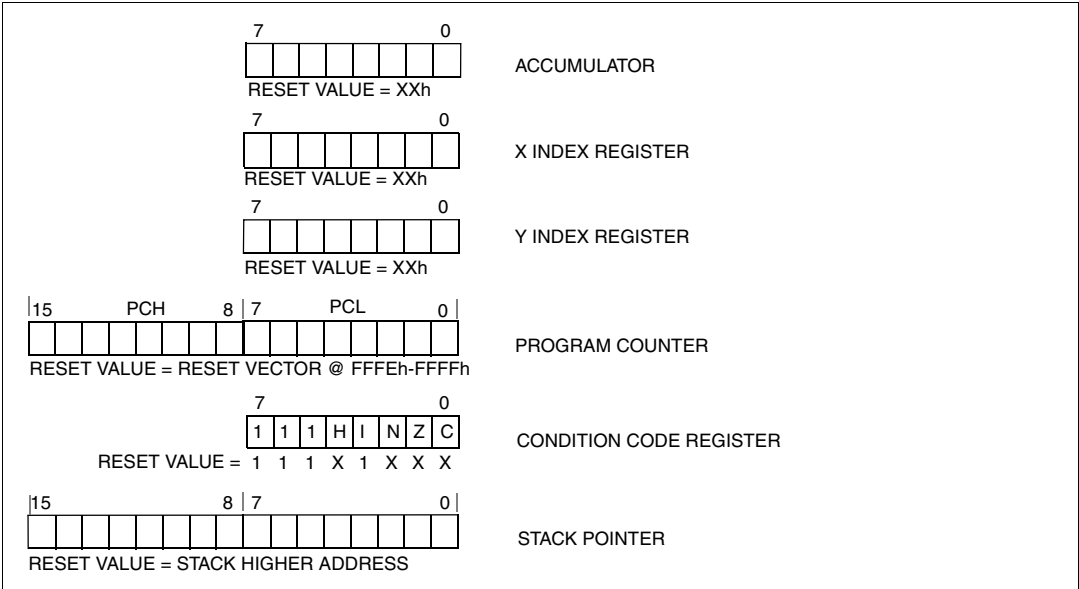 7 0
ACCUMULATOR
RESET VALUE = XXh
7 0
X INDEX REGISTER
RESET VALUE = XXh
7 0
Y INDEX REGISTER
RESET VALUE = XXh
15 PCH 8 7 PCL 0
PROGRAM COUNTER
RESET VALUE = RESET VECTOR @ FFFEh-FFFFh
7 0
1 1 1 H I N Z C
CONDITION CODE REGISTER
RESET VALUE = 1 1 1 X 1 X X X
15 8 7 0
STACK POINTER
RESET VALUE = STACK HIGHER ADDRESS